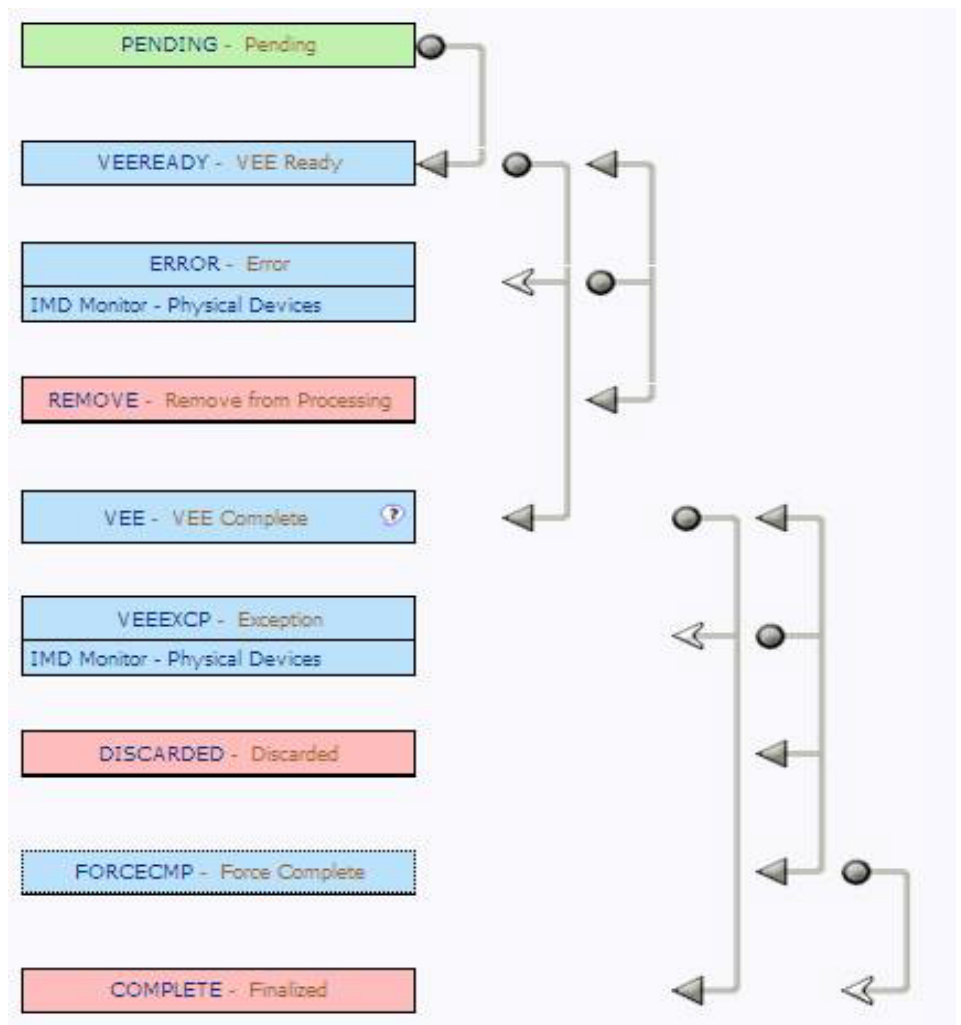 PENDING - Pending
VEEREADY - VEE Ready
ERROR - Error
IMD Monitor - Physical Devices
REMOVE - Remove from Processing
VEE - VEE Complete ?
VEEEXCP - Exception
IMD Monitor - Physical Devices
DISCARDED - Discarded
FORCECMP - Force Complete
COMPLETE - Finalized